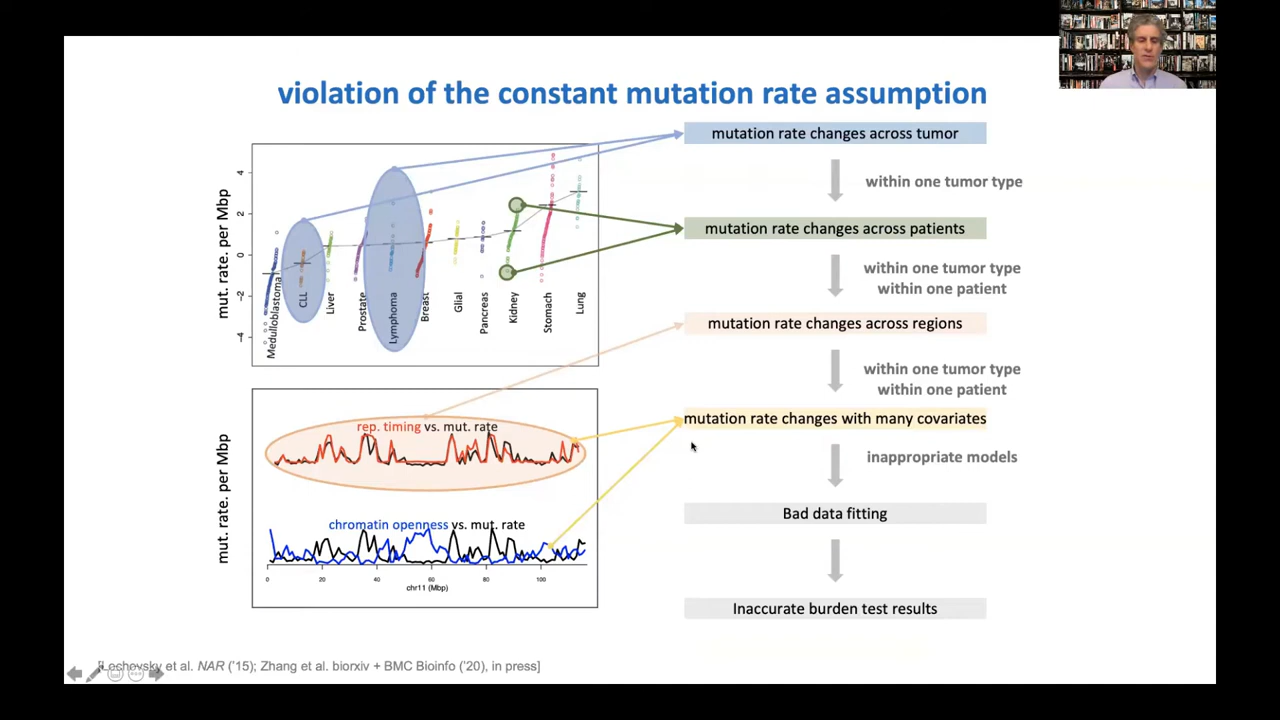 violation of the constant mutation rate assumption
mut. rate. per Mbp
4
2
0
-2
-4
Medulloblastoma
CLL
Liver
Prostate
Lymphoma
Breast
Glial
Pancreas
Kidney
Stomach
Lung
mutation rate changes across tumor
within one tumor type
mutation rate changes across patients
within one tumor type
within one patient
mutation rate changes across regions
within one tumor type
within one patient
mutation rate changes with many covariates
inappropriate models
Bad data fitting
Inaccurate burden test results
mut. rate. per Mbp
rep. timing vs. mut. rate
chromatin openness vs. mut. rate
0 20 40 60 80 100
chr11 (Mbp)
[Lochovsky et al. NAR ('15); Zhang et al. biorxiv + BMC Bioinfo ('20), in press]